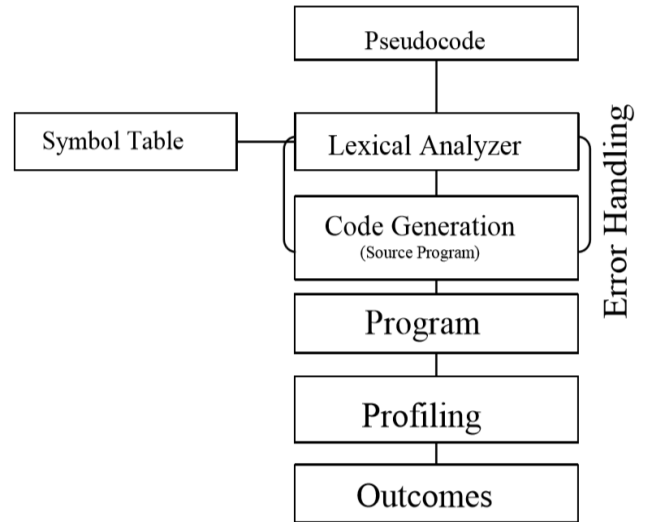 Pseudocode
Symbol Table
Lexical Analyzer
Code Generation
(Source Program)
Error Handling
Program
Profiling
Outcomes